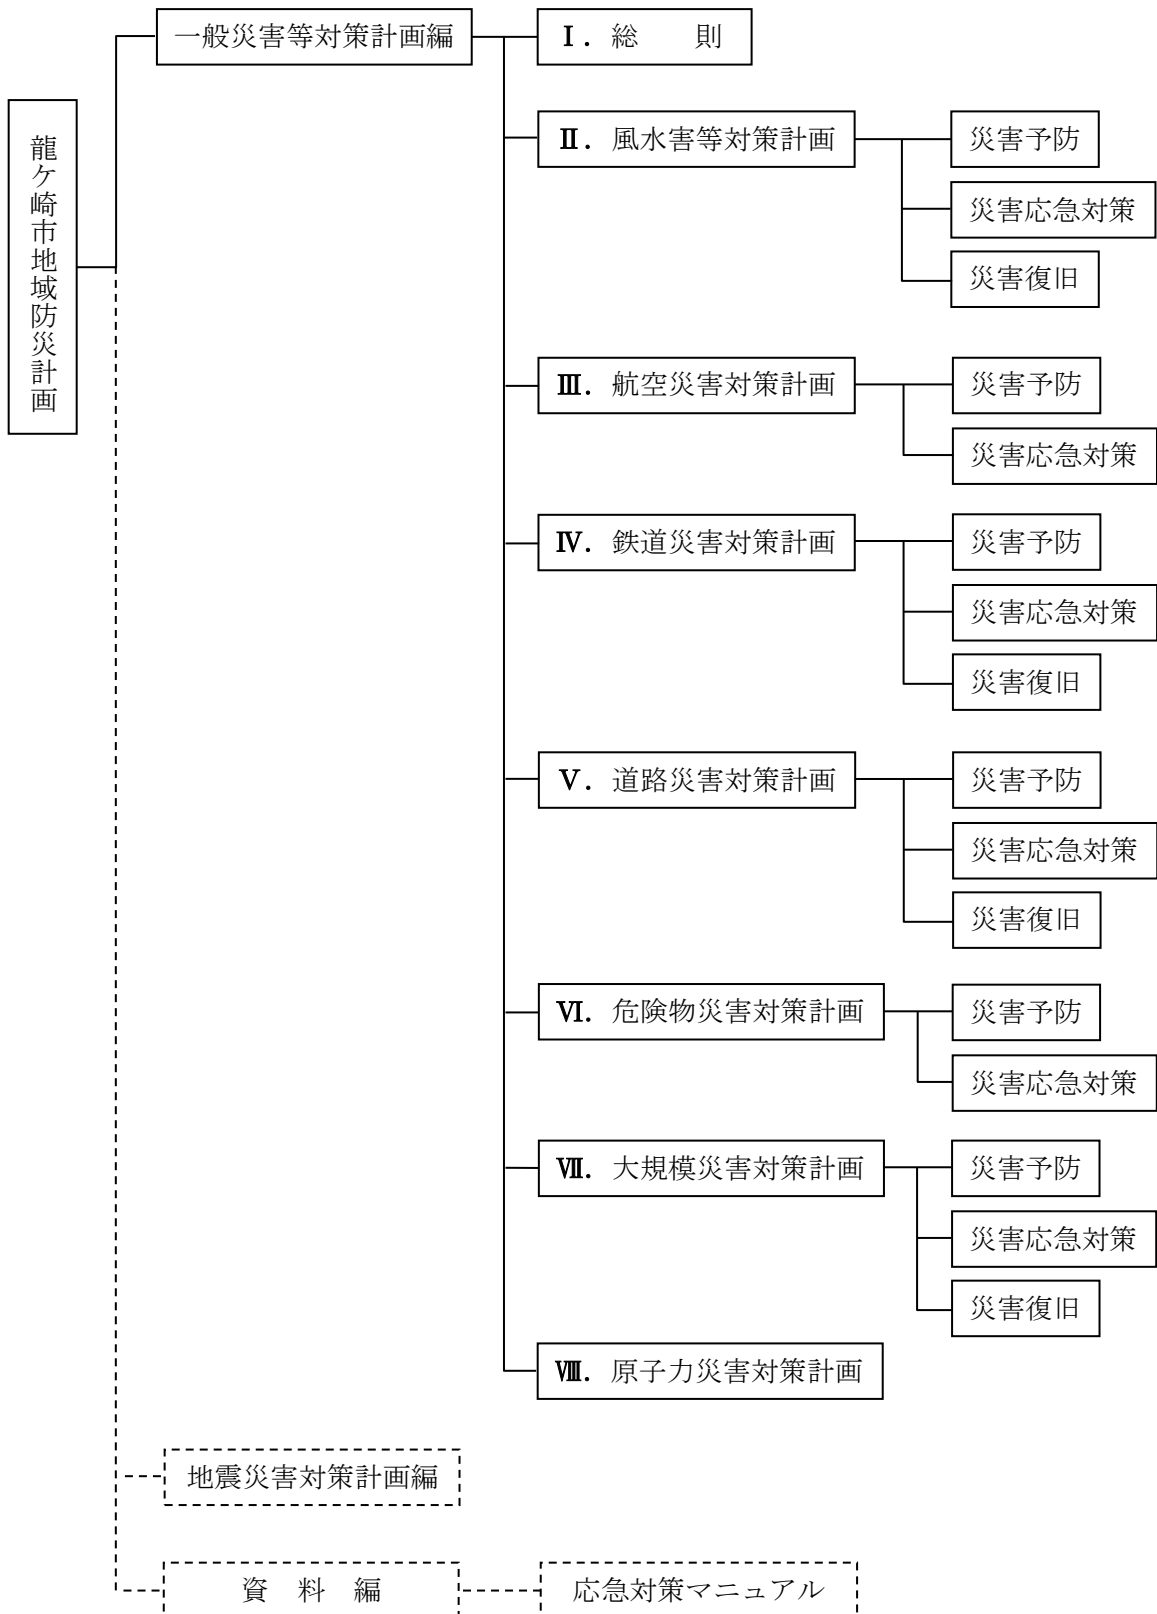 龍ケ崎市地域防災計画
一般災害等対策計画編
Ⅰ．総　　則
Ⅱ．風水害等対策計画
災害予防
災害応急対策
災害復旧
Ⅲ．航空災害対策計画
災害予防
災害応急対策
Ⅳ．鉄道災害対策計画
災害予防
災害応急対策
災害復旧
Ⅴ．道路災害対策計画
災害予防
災害応急対策
災害復旧
Ⅵ．危険物災害対策計画
災害予防
災害応急対策
Ⅶ．大規模災害対策計画
災害予防
災害応急対策
災害復旧
Ⅷ．原子力災害対策計画
地震災害対策計画編
資　料　編
応急対策マニュアル